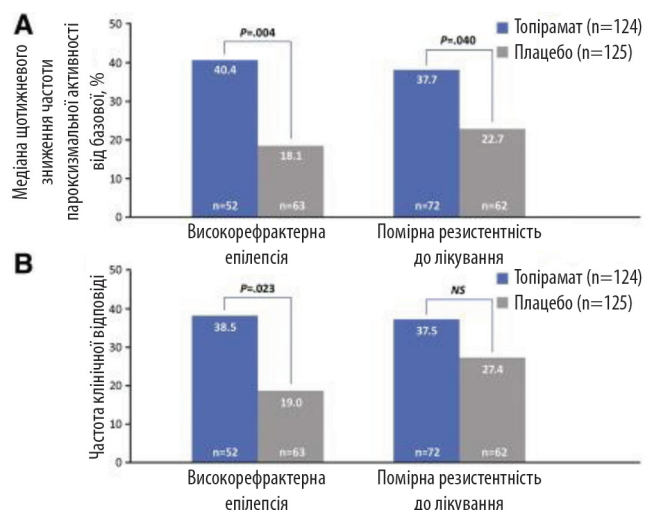 A
Медіана щотижневого
зниження частоти
пароксизмальної активності
від базової, %
50
40
30
20
10
0
P=.004
40.4
18.1
n=52
n=63
P=.040
37.7
22.7
n=72
n=62
Топірамат (n=124)
Плацебо (n=125)
Високорефрактерна
епілепсія
Помірна резистентність
до лікування
B
Частота клінічної відповіді
50
40
30
20
10
0
P=.023
38.5
19.0
n=52
n=63
NS
37.5
27.4
n=72
n=62
Топірамат (n=124)
Плацебо (n=125)
Високорефрактерна
епілепсія
Помірна резистентність
до лікування